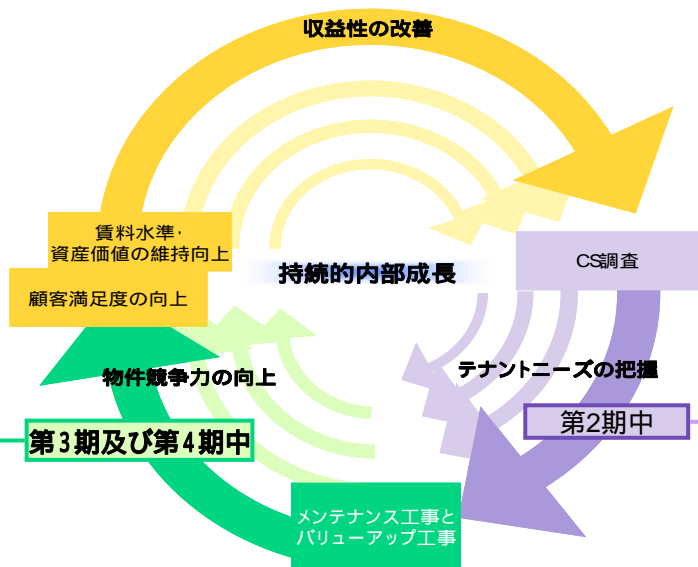 収益性の改善
賃料水準・
資産価値の維持向上
顧客満足度の向上
持続的内部成長
CS調査
物件競争力の向上
テナントニーズの把握
第2期中
第3期及び第4期中
メンテナンス工事と
バリューアップ工事